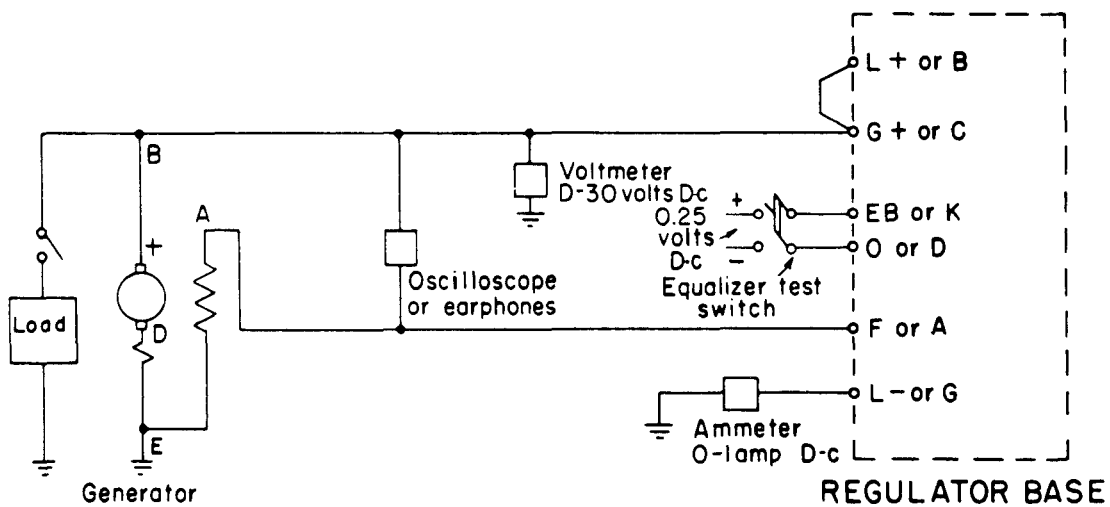 L + or B
G + or C
B
Voltmeter
D-30 volts D-c
A
+
0.25
volts
D-c
-
EB or K
O or D
+
Oscilloscope
or earphones
Equalizer test
switch
Load
D
F or A
L- or G
E
Ammeter
O-lamp D-c
Generator
REGULATOR BASE